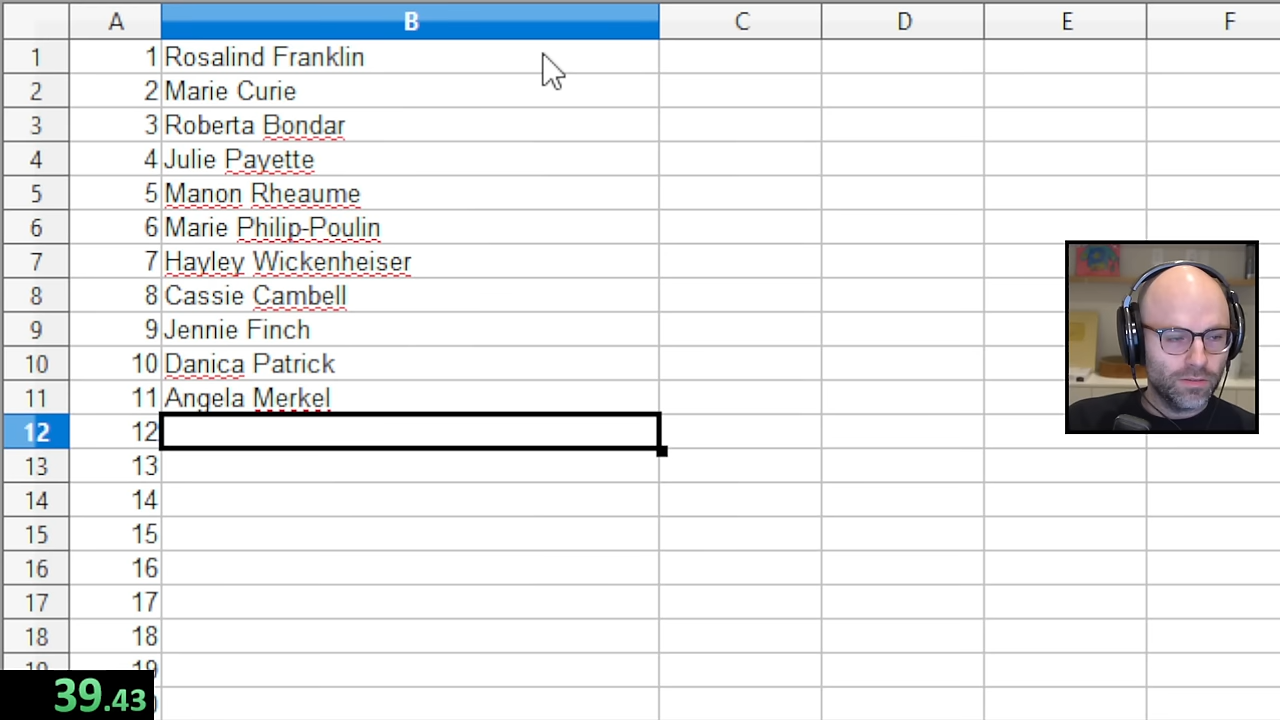 A B C D E F
1 1 Rosalind Franklin
2 2 Marie Curie
3 3 Roberta Bondar
4 4 Julie Payette
5 5 Manon Rheaume
6 6 Marie Philip-Poulin
7 7 Hayley Wickenheiser
8 8 Cassie Cambell
9 9 Jennie Finch
10 10 Danica Patrick
11 11 Angela Merkel
12 12
13 13
14 14
15 15
16 16
17 17
18 18
19 19
39.43